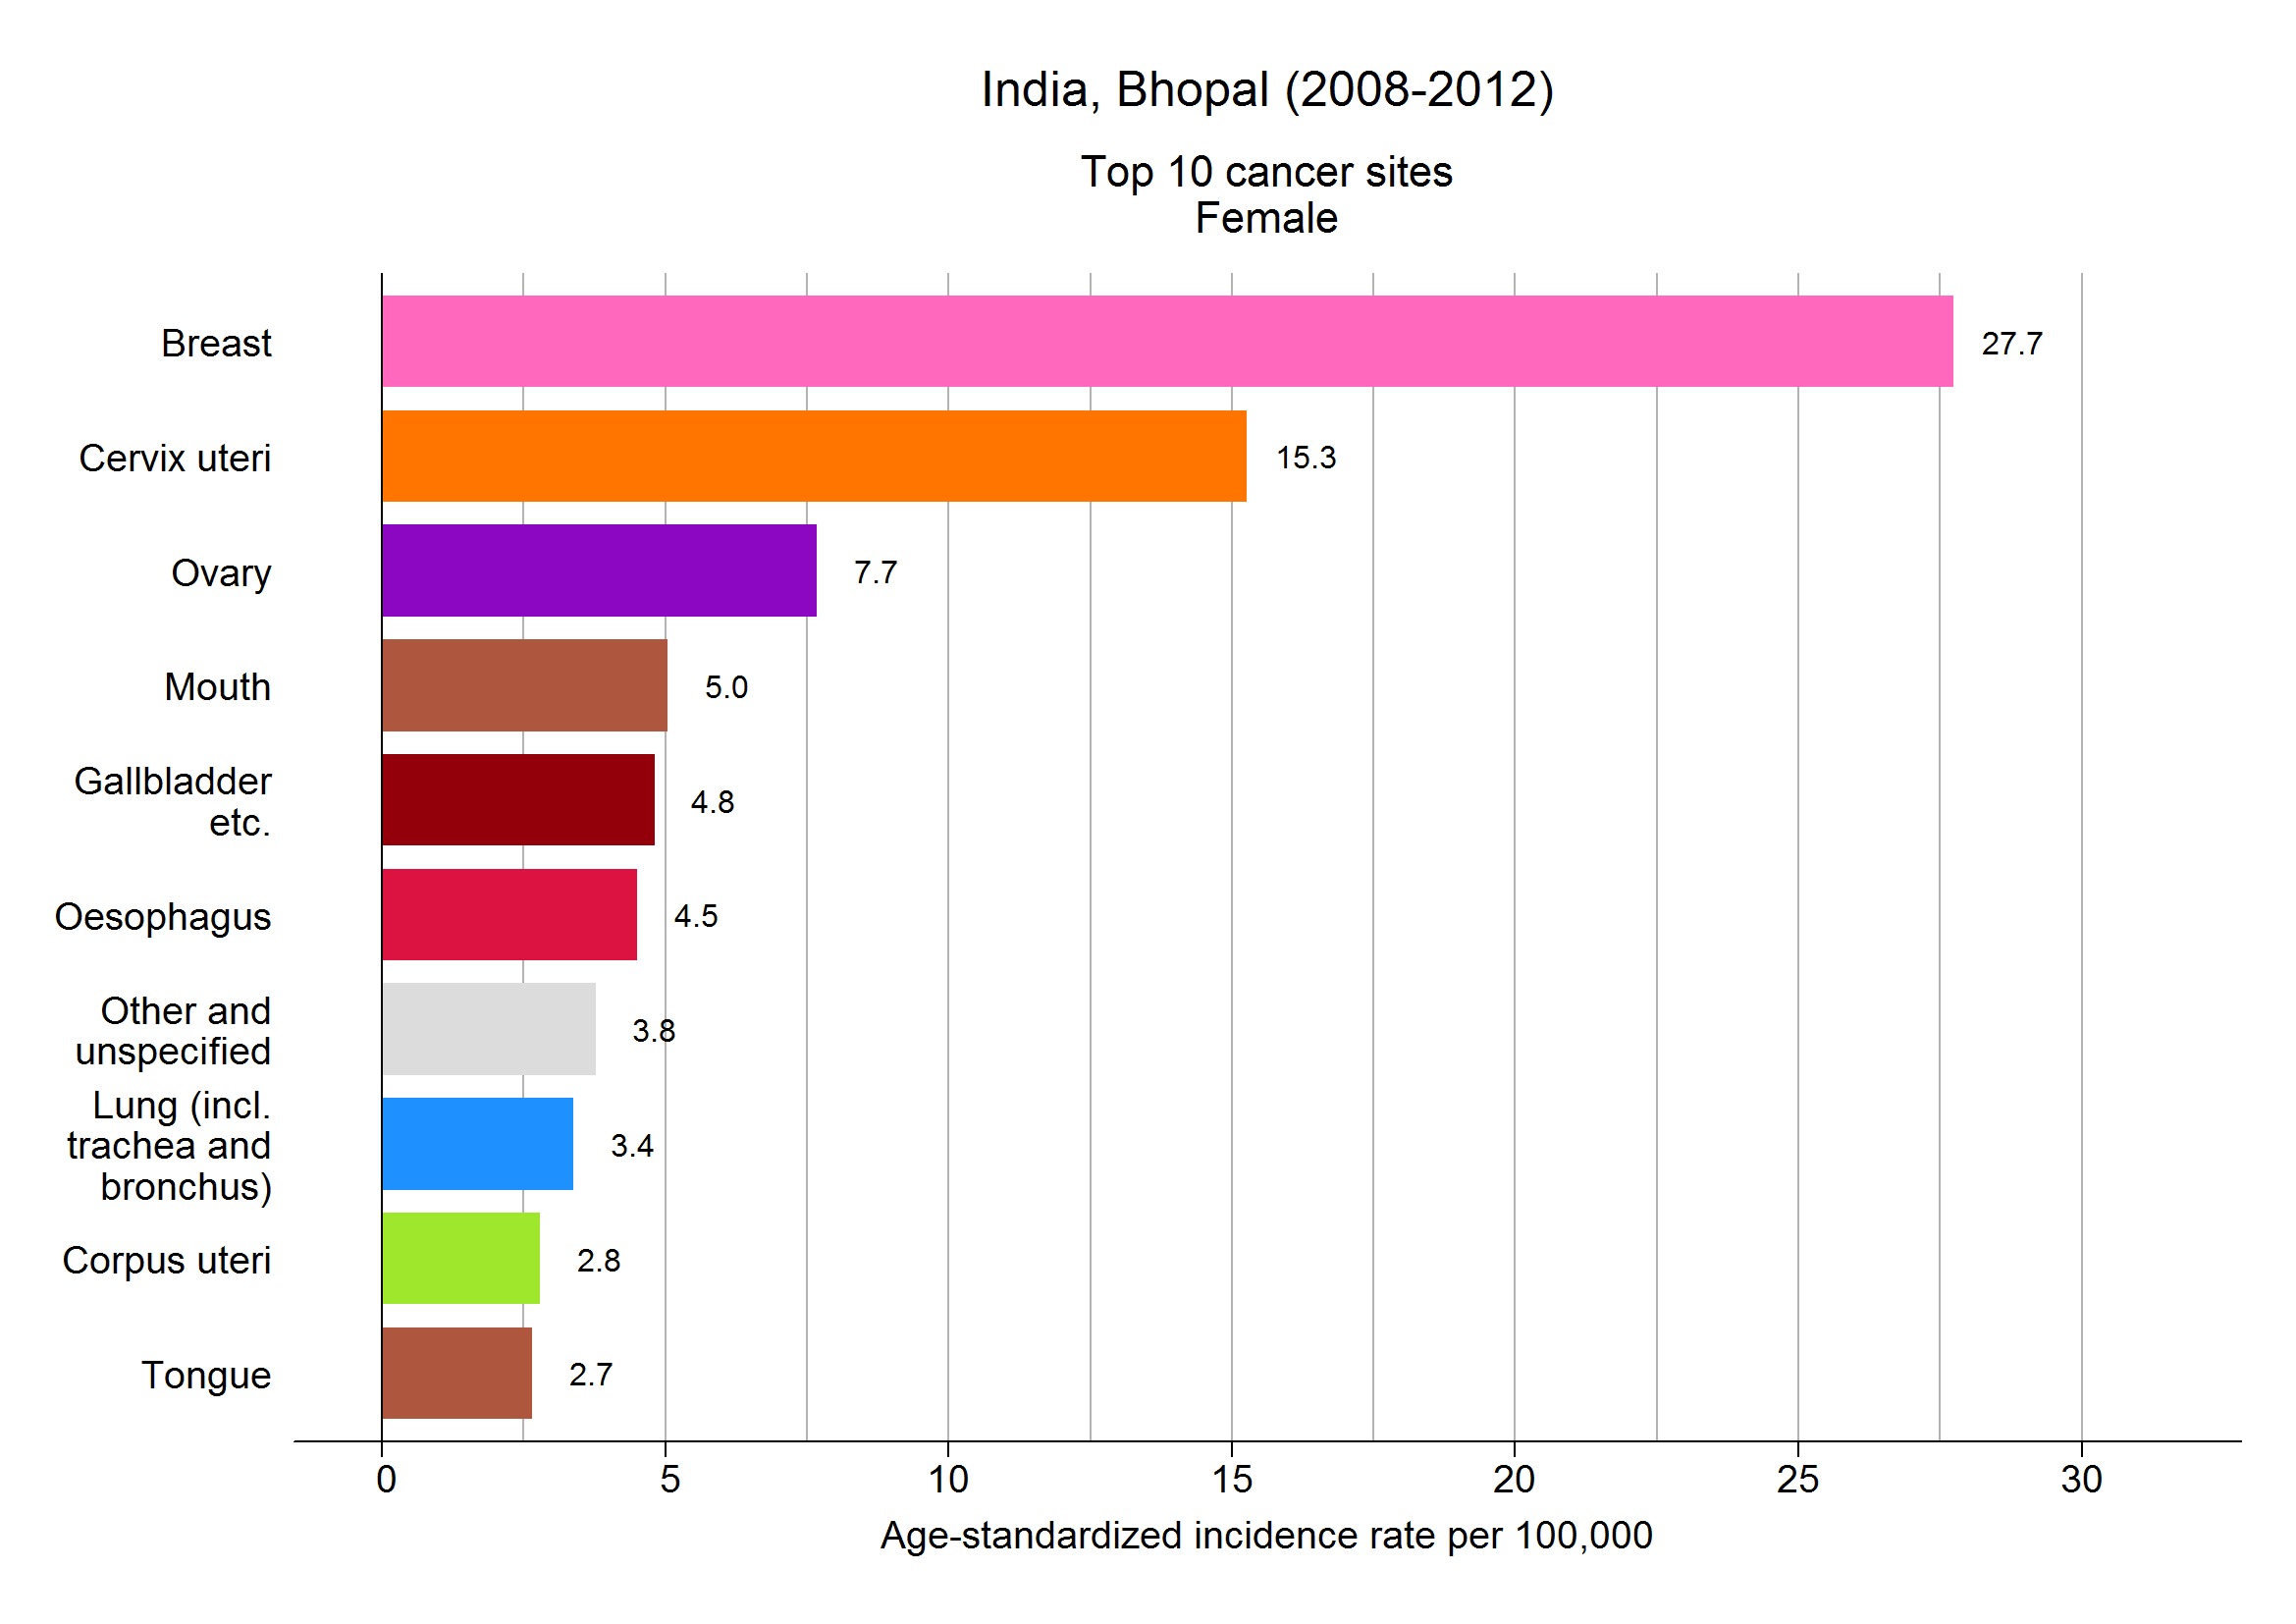 India, Bhopal (2008-2012)
Top 10 cancer sites
Female
Breast
27.7
Cervix uteri
15.3
Ovary
7.7
Mouth
5.0
Gallbladder
etc.
4.8
Oesophagus
4.5
Other and
unspecified
3.8
Lung (incl.
trachea and
bronchus)
3.4
Corpus uteri
2.8
Tongue
2.7
0 5 10 15 20 25 30
Age-standardized incidence rate per 100,000